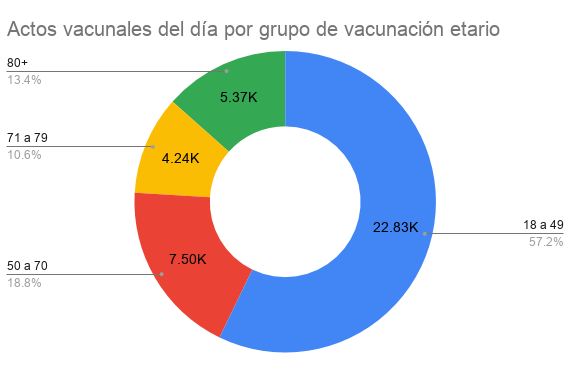 Actos vacunales del día por grupo de vacunación etario
80+
13.4%
5.37K
71 a 79
10.6%
4.24K
22.83K
18 a 49
57.2%
7.50K
50 a 70
18.8%